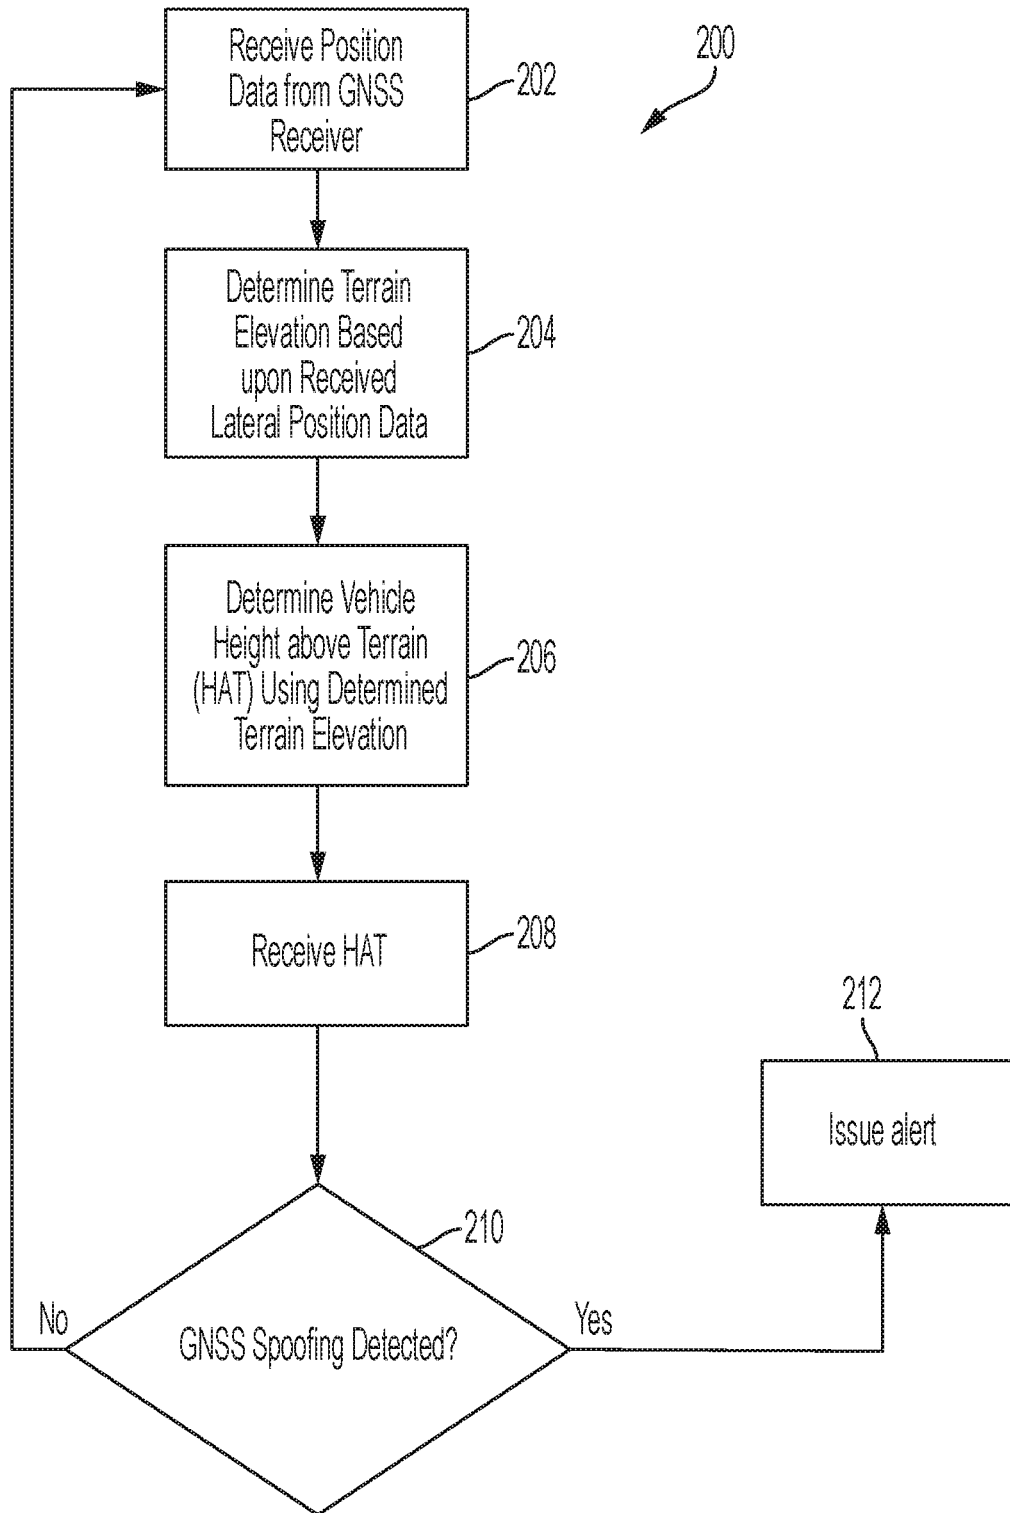 Receive Position
Data from GNSS
Receiver
202
200
Determine Terrain
Elevation Based
upon Received
Lateral Position Data
204
Determine Vehicle
Height above Terrain
(HAT) Using Determined
Terrain Elevation
206
Receive HAT
208
212
Issue alert
210
No
GNSS Spoofing Detected?
Yes